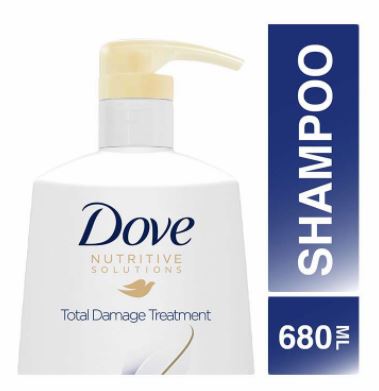 Dove
NUTRITIVE
SOLUTIONS
Total Damage Treatment
SHAMPOO
680 ML